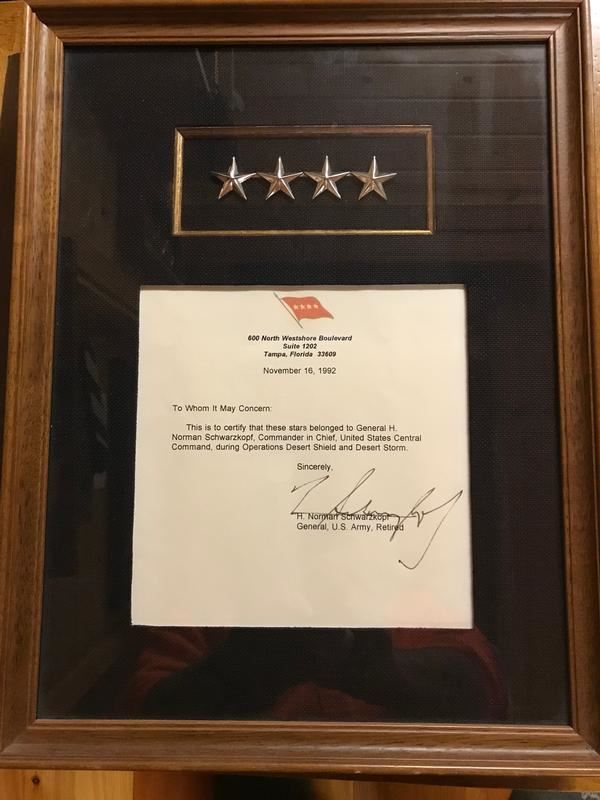 600 North Westshore Boulevard
Suite 1202
Tampa, Florida 33609
November 16, 1992
To Whom It May Concern:
This is to certify that these stars belonged to General H.
Norman Schwarzkopf, Commander in Chief, United States Central
Command, during Operations Desert Shield and Desert Storm.
Sincerely,
H. Norman Schwarzkopf
General, U.S. Army, Retired